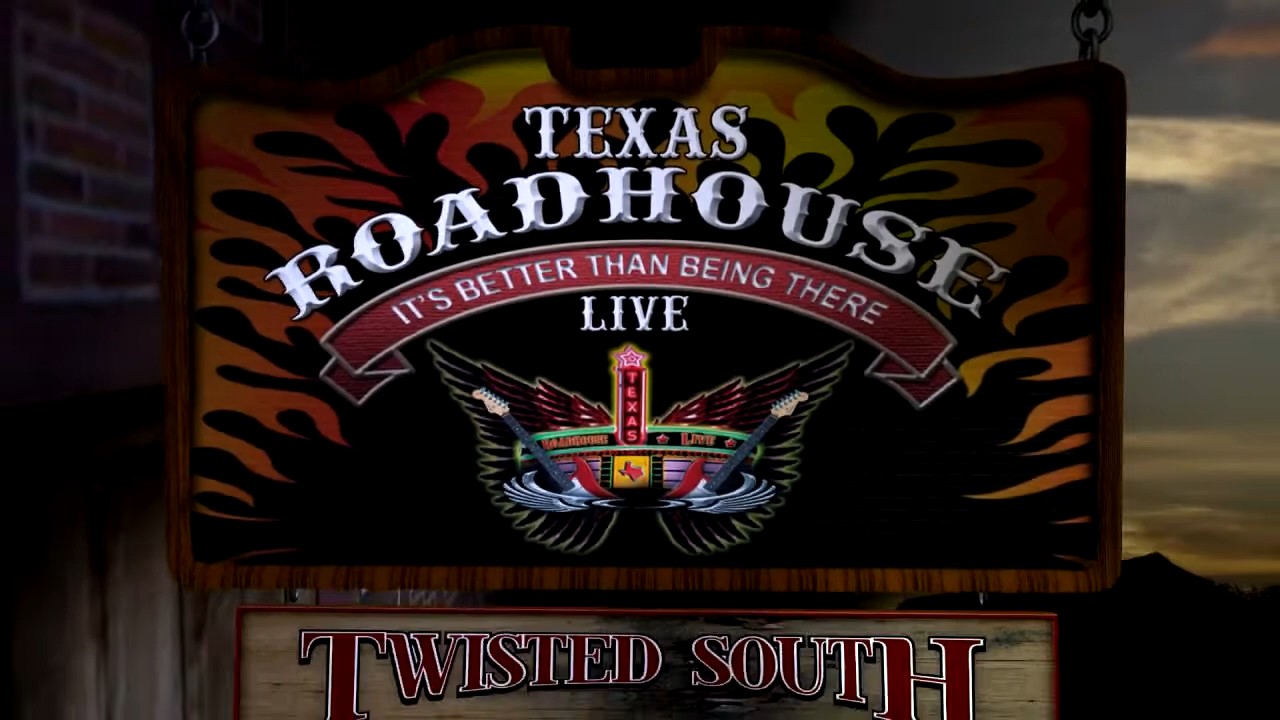 TEXAS
ROADHOUSE
IT'S BETTER THAN BEING THERE
LIVE
TEXAS
ROADHOUSE LIVE
TWISTED SOUTH